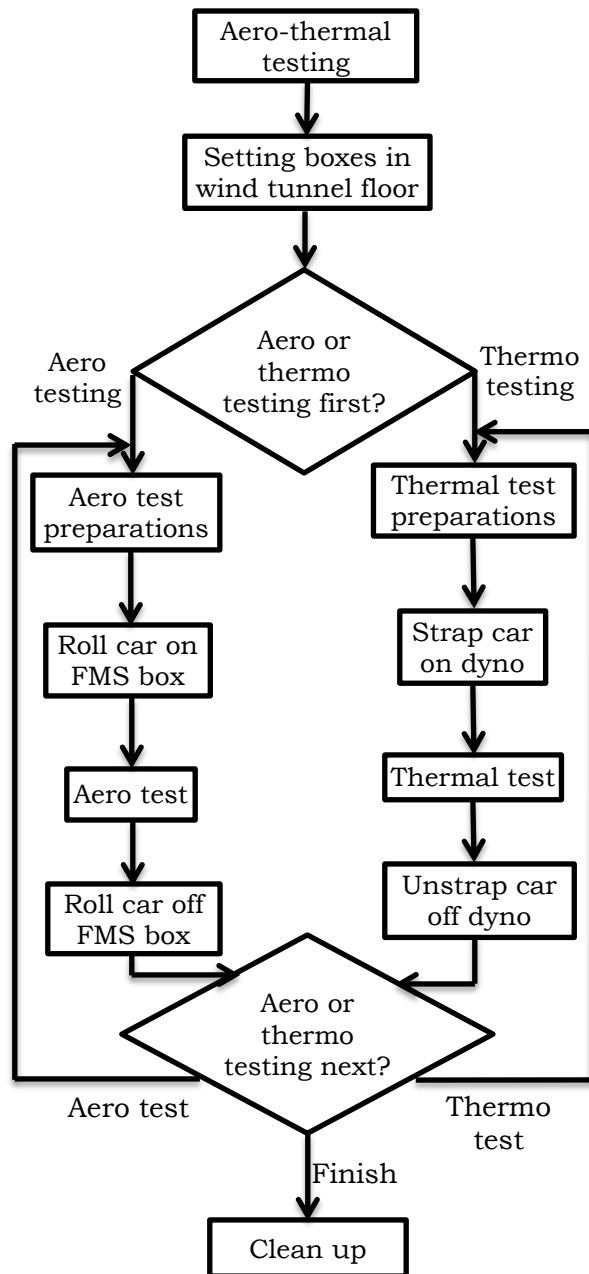 Aero-thermal
testing
Setting boxes in
wind tunnel floor
Aero or
thermo
testing first?
Aero
testing
Thermo
testing
Aero test
preparations
Thermal test
preparations
Roll car on
FMS box
Strap car
on dyno
Aero test
Thermal test
Roll car off
FMS box
Unstrap car
off dyno
Aero or
thermo
testing next?
Aero test
Thermo
test
Finish
Clean up